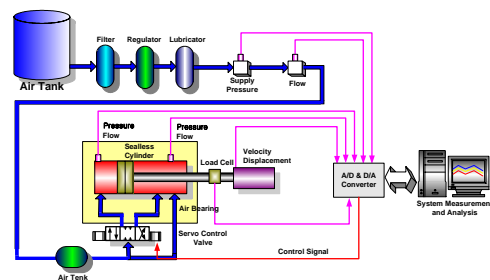 Filter
Regulator
Lubricator
Air Tank
Supply
Pressure
Flow
Pressure
Flow
Pressure
Flow
Sealless
Cylinder
Load Cell
Velocity
Displacement
A/D & D/A
Converter
System Measuremen
and Analysis
Air Bearing
Servo Control
Valve
Control Signal
Air Tenk